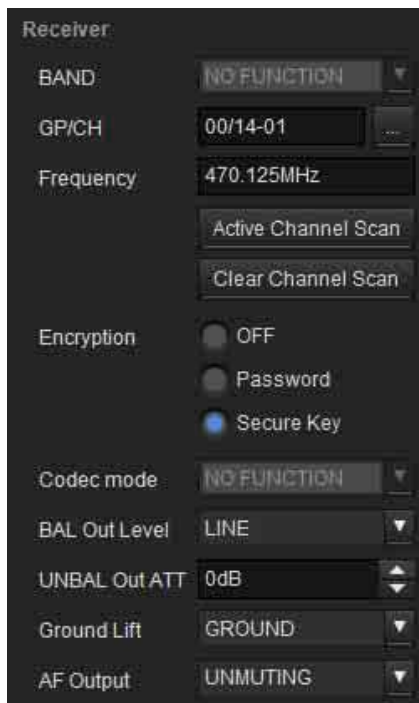 Receiver
BAND NO FUNCTION
GP/CH 00/14-01 ...
Frequency 470.125MHz
Active Channel Scan
Clear Channel Scan
Encryption OFF
Password
Secure Key
Codec mode NO FUNCTION
BAL Out Level LINE
UNBAL Out ATT 0dB
Ground Lift GROUND
AF Output UNMUTING